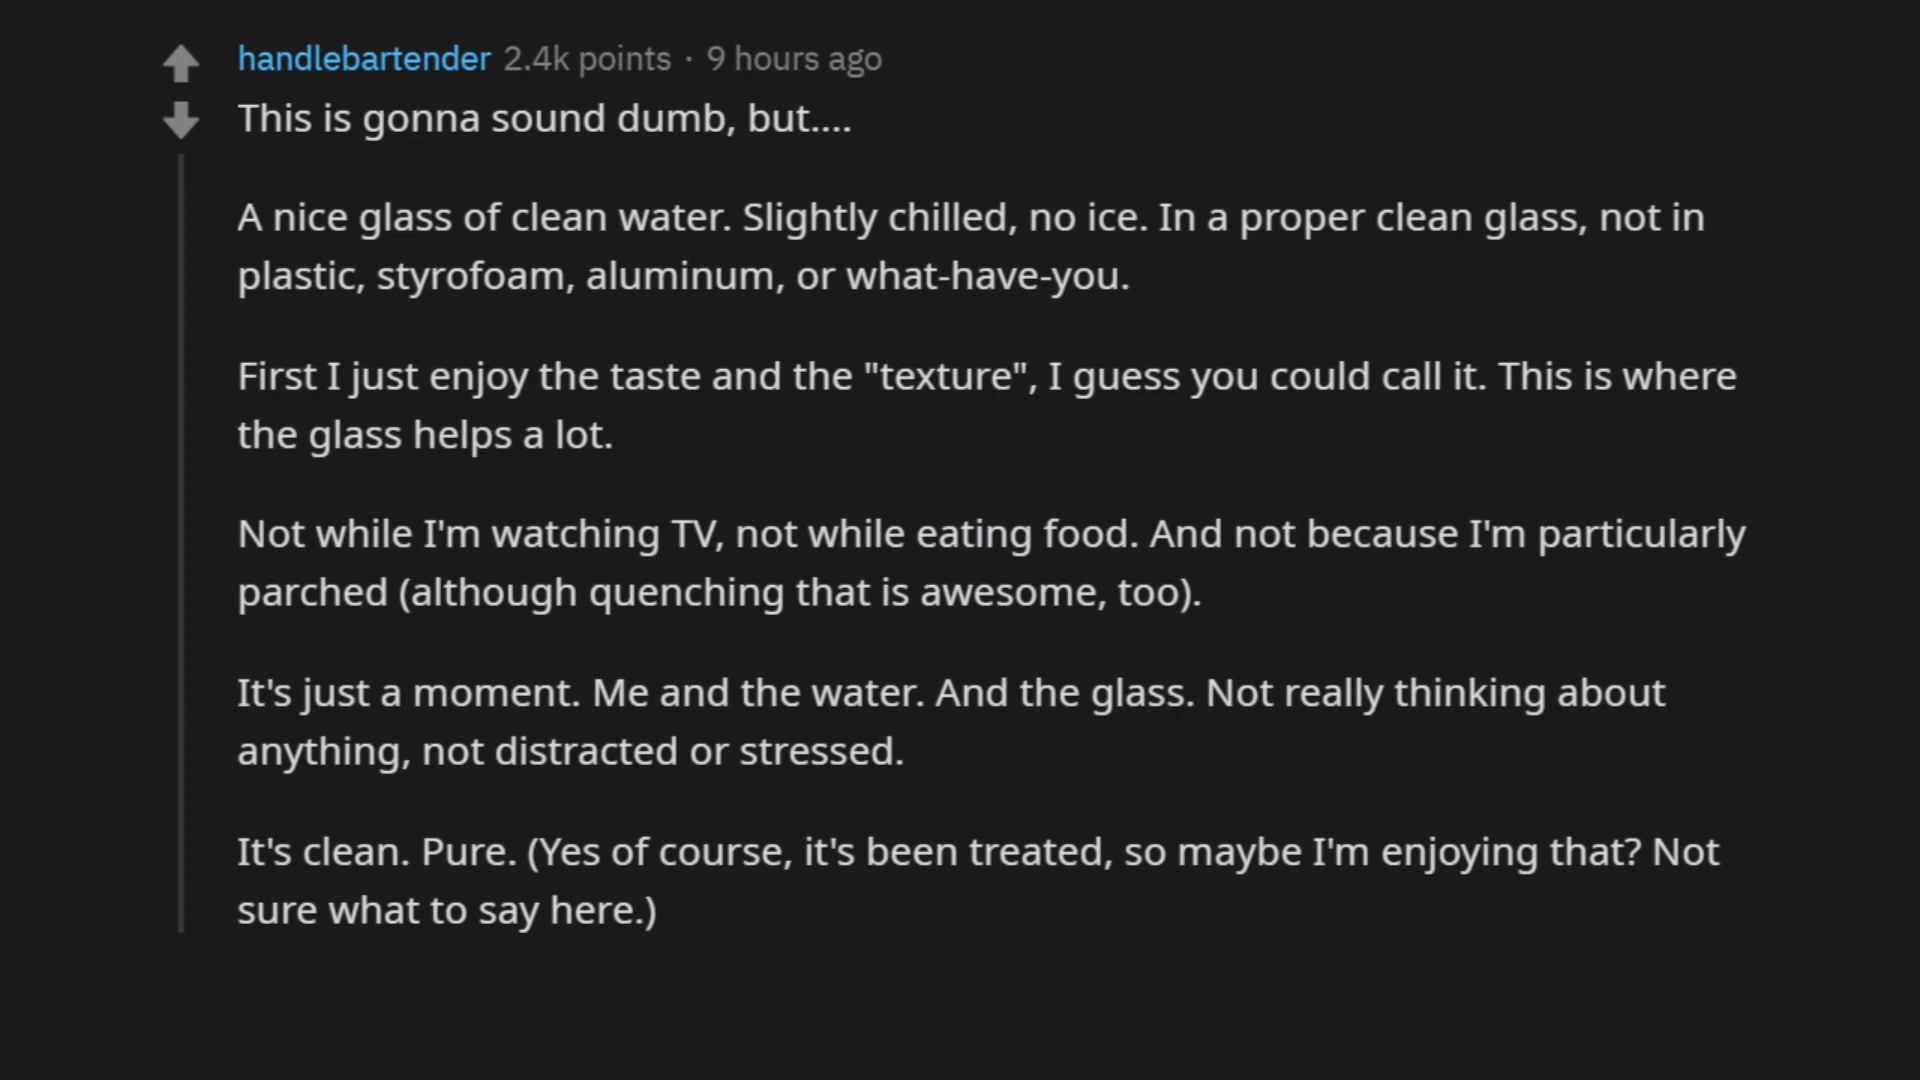 handlebartender 2.4k points · 9 hours ago
This is gonna sound dumb, but....
A nice glass of clean water. Slightly chilled, no ice. In a proper clean glass, not in
plastic, styrofoam, aluminum, or what-have-you.
First I just enjoy the taste and the "texture", I guess you could call it. This is where
the glass helps a lot.
Not while I'm watching TV, not while eating food. And not because I'm particularly
parched (although quenching that is awesome, too).
It's just a moment. Me and the water. And the glass. Not really thinking about
anything, not distracted or stressed.
It's clean. Pure. (Yes of course, it's been treated, so maybe I'm enjoying that? Not
sure what to say here.)